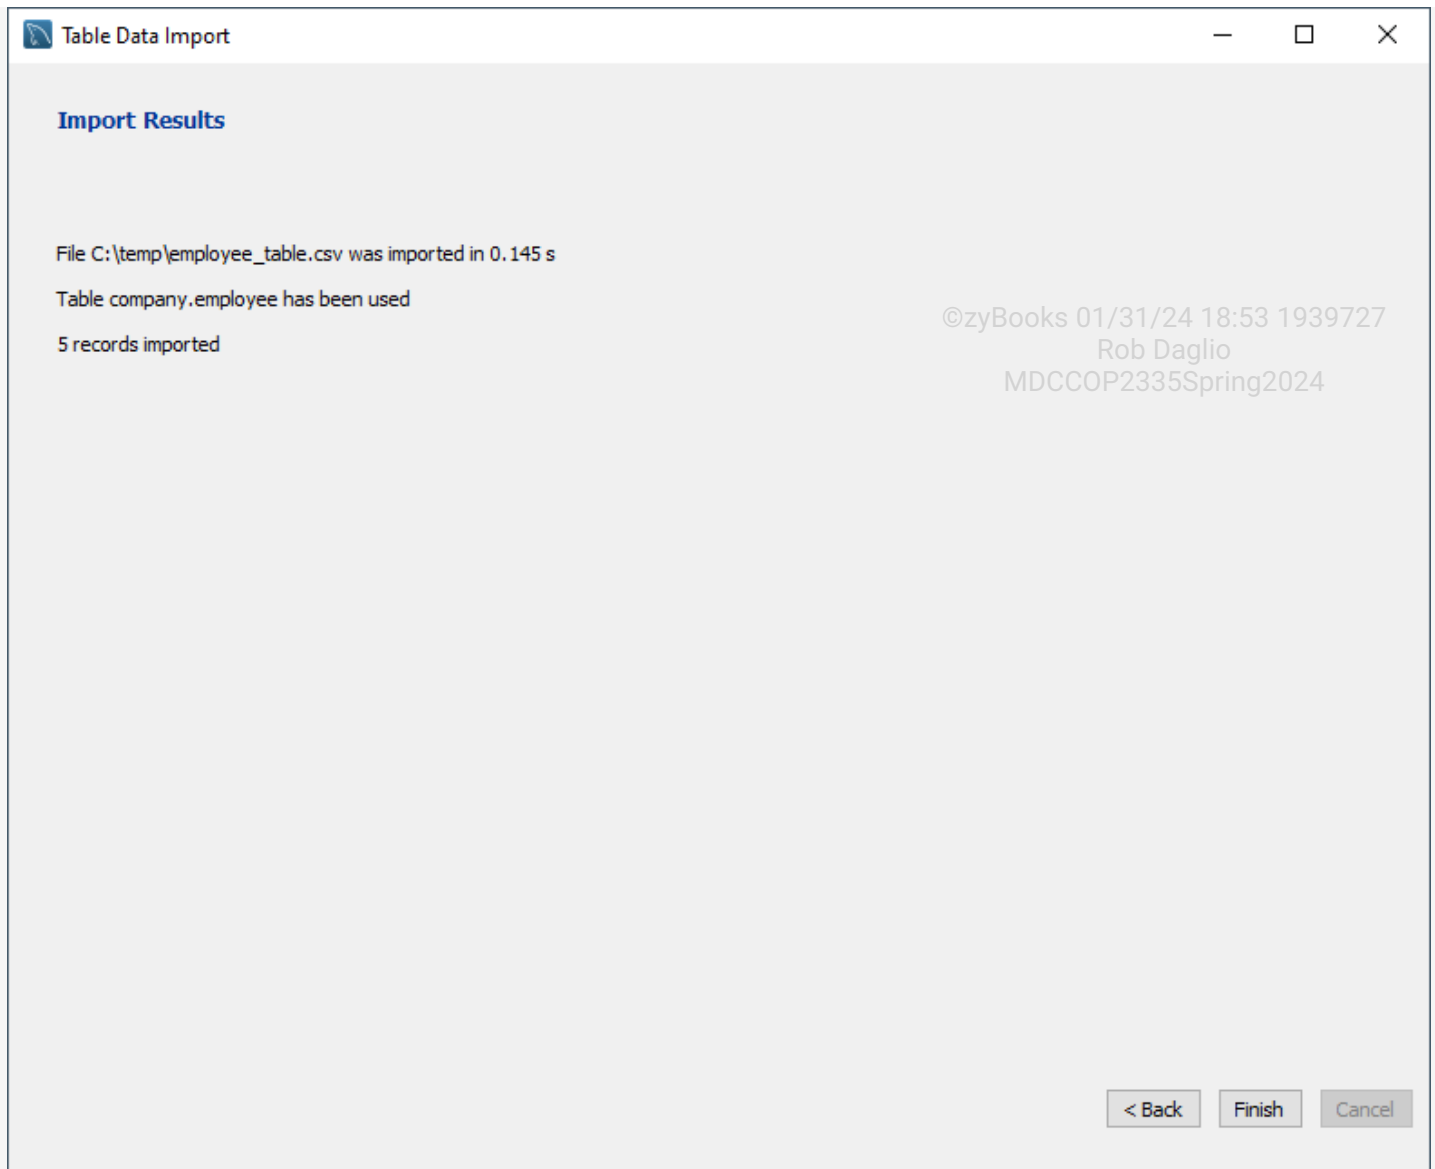 Table Data Import
Import Results
File C:\temp\employee_table.csv was imported in 0.145 s
Table company.employee has been used
5 records imported
©zyBooks 01/31/24 18:53 1939727
Rob Daglio
MDCCOP2335Spring2024
< Back Finish Cancel